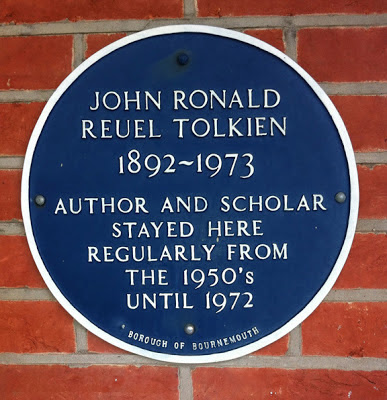 JOHN RONALD
REUEL TOLKIEN
1892~1973
AUTHOR AND SCHOLAR
STAYED HERE
REGULARLY FROM
THE 1950's
UNTIL 1972
BOROUGH OF BOURNEMOUTH